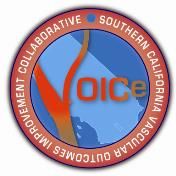 SOUTHERN CALIFORNIA VASCULAR OUTCOMES IMPROVEMENT COLLABORATIVE
VOICe